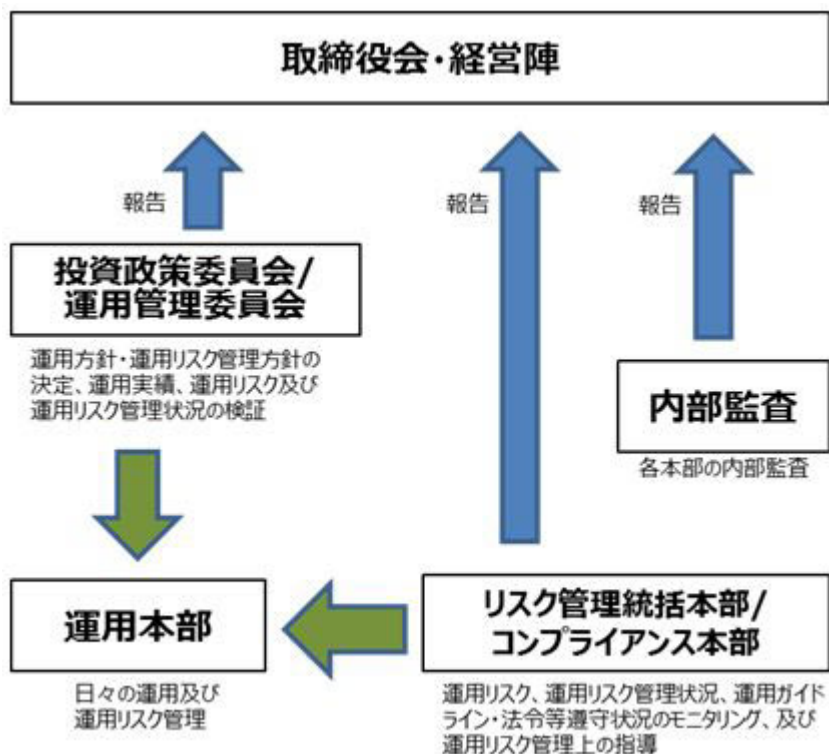 取締役会・経営陣
報告
報告
報告
投資政策委員会/
運用管理委員会
運用方針・運用リスク管理方針の
決定、運用実績、運用リスク及び
運用リスク管理状況の検証
内部監査
各本部の内部監査
運用本部
日々の運用及び
運用リスク管理
リスク管理統括本部/
コンプライアンス本部
運用リスク、運用リスク管理状況、運用ガイド
ライン・法令等遵守状況のモニタリング、及び
運用リスク管理上の指導